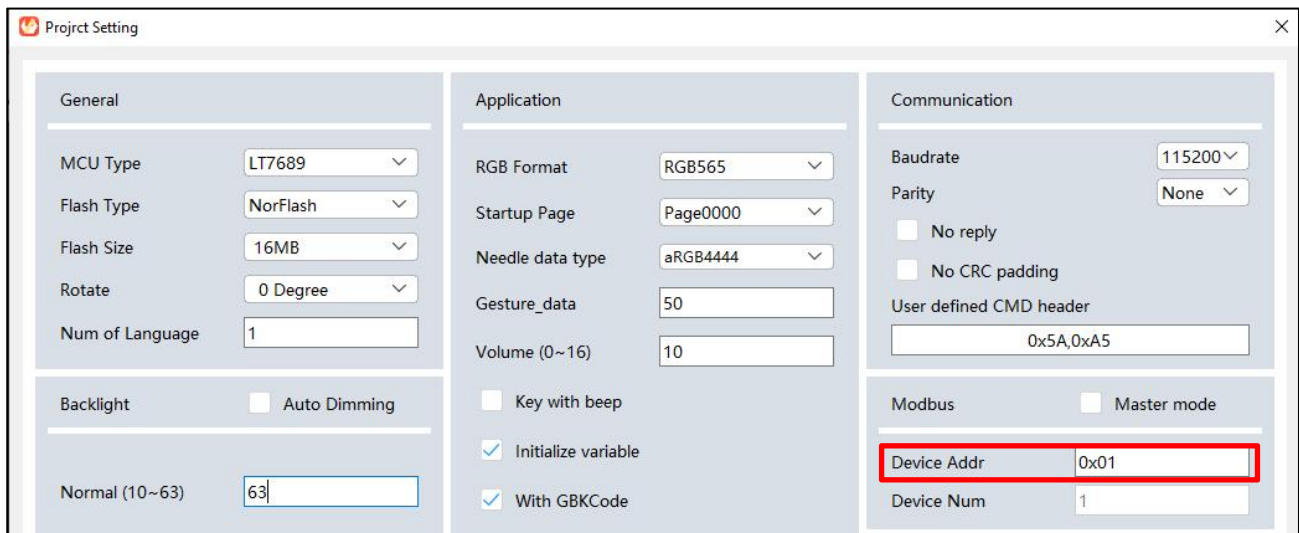 Projrct Setting
General
MCU Type LT7689
Flash Type NorFlash
Flash Size 16MB
Rotate 0 Degree
Num of Language 1
Backlight Auto Dimming
Normal (10~63) 63
Application
RGB Format RGB565
Startup Page Page0000
Needle data type aRGB4444
Gesture_data 50
Volume (0~16) 10
Key with beep
Initialize variable
With GBKCode
Communication
Baudrate 115200
Parity None
No reply
No CRC padding
User defined CMD header
0x5A,0xA5
Modbus Master mode
Device Addr 0x01
Device Num 1